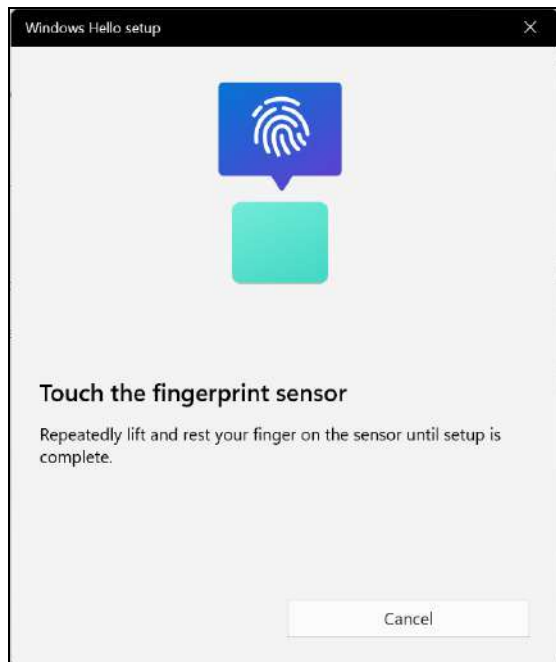 Windows Hello setup
Touch the fingerprint sensor
Repeatedly lift and rest your finger on the sensor until setup is
complete.
Cancel